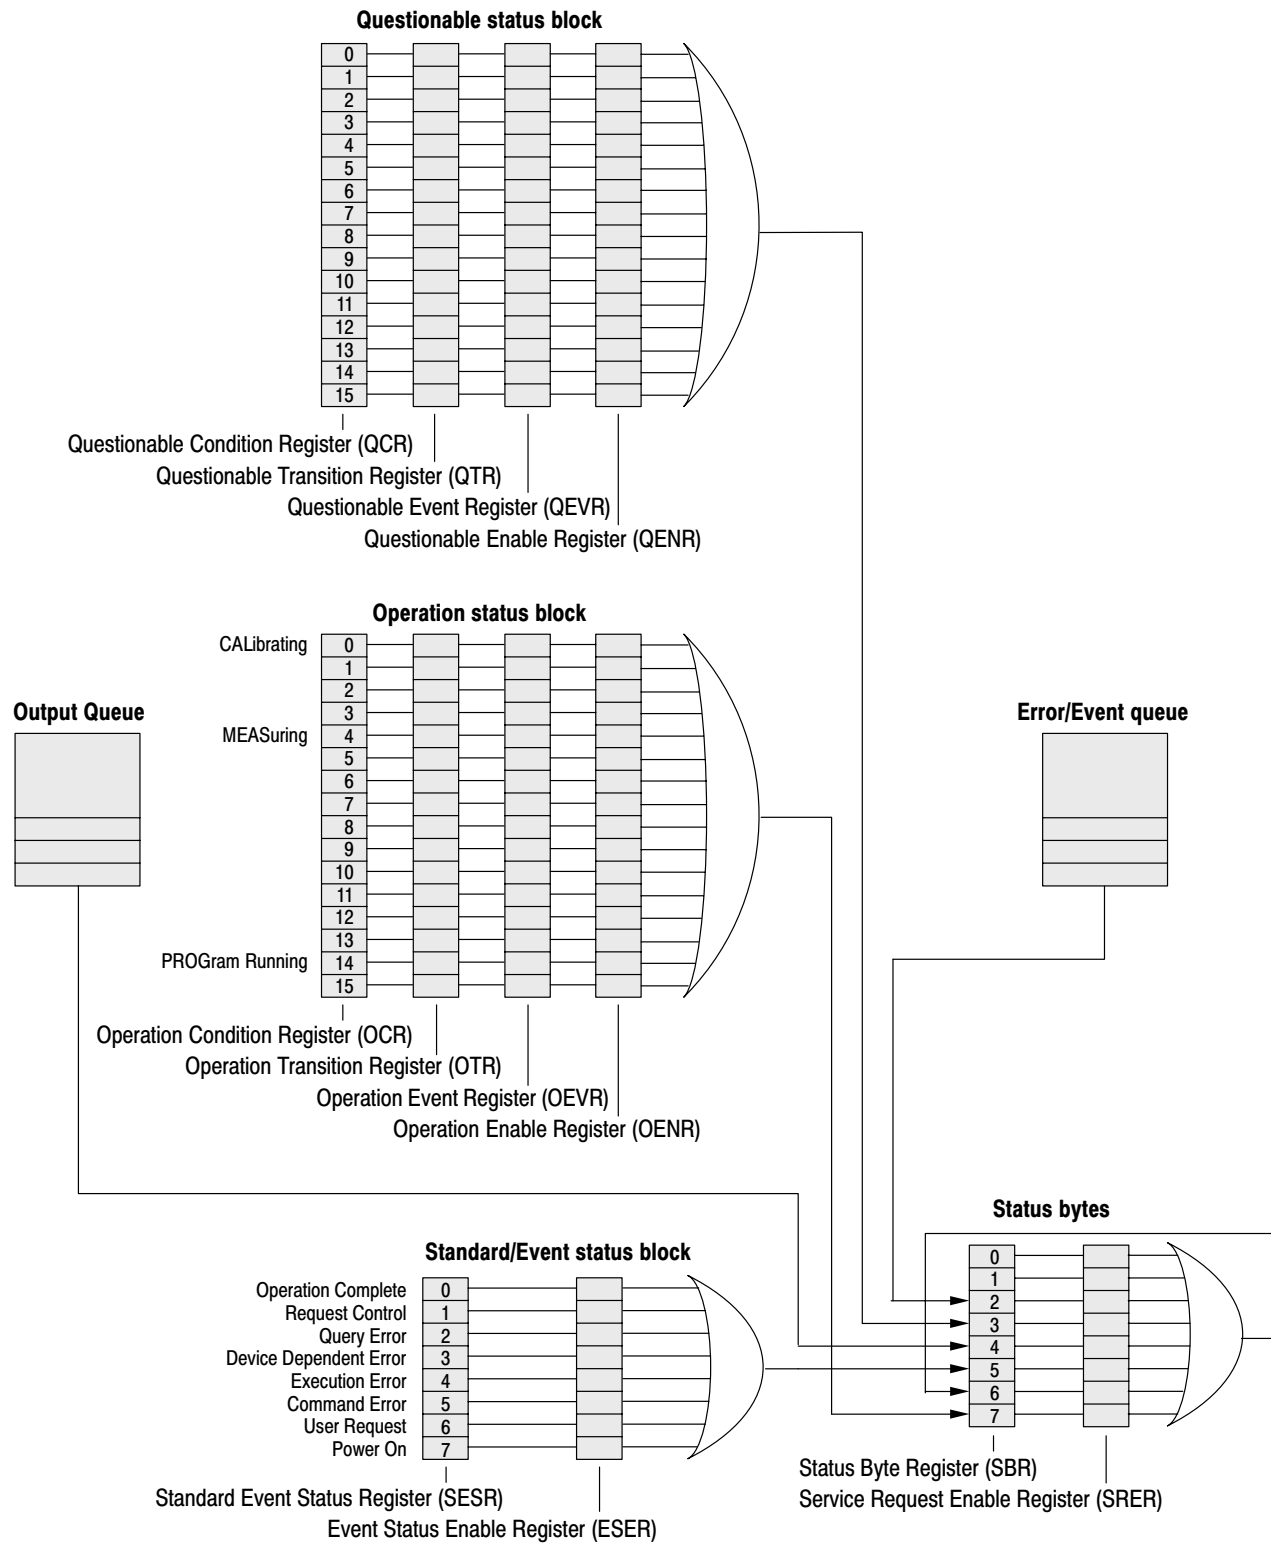 Questionable status block
0
1
2
3
4
5
6
7
8
9
10
11
12
13
14
15
Questionable Condition Register (QCR)
Questionable Transition Register (QTR)
Questionable Event Register (QEVR)
Questionable Enable Register (QENR)
Operation status block
CALibrating 0
1
2
3
MEASuring 4
5
6
7
8
9
10
11
12
13
PROGram Running 14
15
Operation Condition Register (OCR)
Operation Transition Register (OTR)
Operation Event Register (OEVR)
Operation Enable Register (OENR)
Output Queue
Error/Event queue
Standard/Event status block
Operation Complete 0
Request Control 1
Query Error 2
Device Dependent Error 3
Execution Error 4
Command Error 5
User Request 6
Power On 7
Standard Event Status Register (SESR)
Event Status Enable Register (ESER)
Status bytes
0
1
2
3
4
5
6
7
Status Byte Register (SBR)
Service Request Enable Register (SRER)